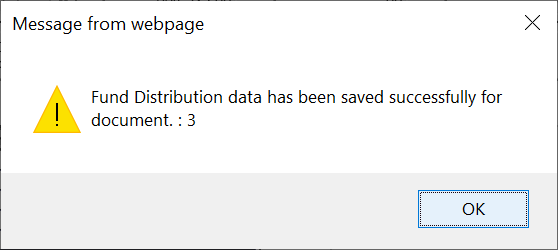 Message from webpage
Fund Distribution data has been saved successfully for
document. : 3
OK